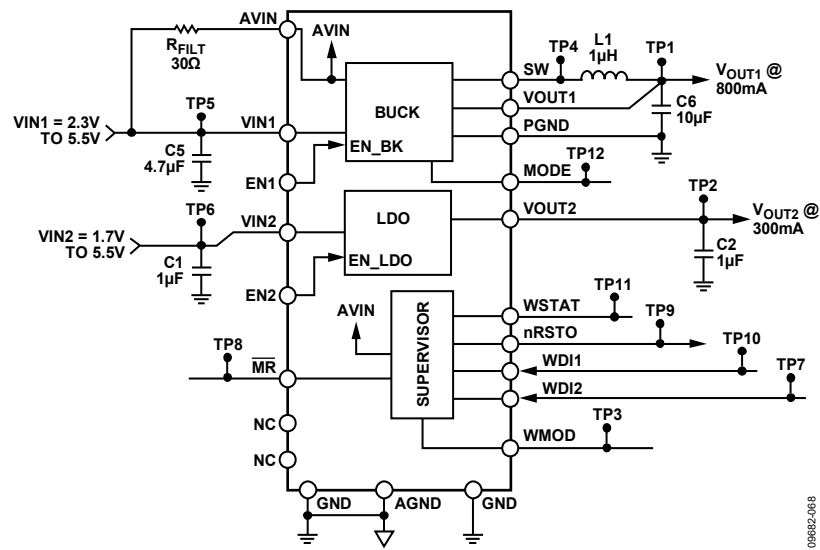 AVIN
AVIN
R_FILT
30Ω
TP4
L1
1µH
TP1
SW
V_OUT1 @
800mA
BUCK
VOUT1
C6
10µF
TP5
VIN1 = 2.3V
TO 5.5V
VIN1
PGND
C5
4.7µF
EN_BK
TP12
EN1
MODE
TP6
TP2
VIN2
LDO
VOUT2
V_OUT2 @
300mA
VIN2 = 1.7V
TO 5.5V
C1
1µF
EN_LDO
C2
1µF
EN2
TP11
AVIN
WSTAT
TP9
nRSTO
TP10
TP8
SUPERVISOR
WDI1
TP7
MR
WDI2
TP3
NC
WMOD
NC
GND
AGND
GND
09682-068